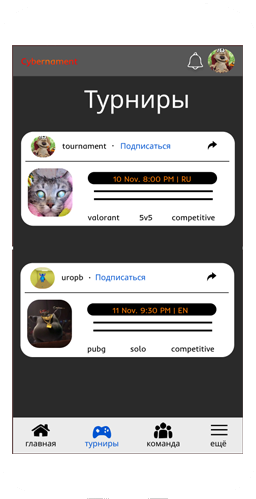 Cybernaments
Турниры
tournament · Подписаться
10 Nov. 8:00 PM | RU
valorant 5v5 competitive
uropb · Подписаться
11 Nov. 9:30 PM | EN
pubg solo competitive
главная турниры команда ещё